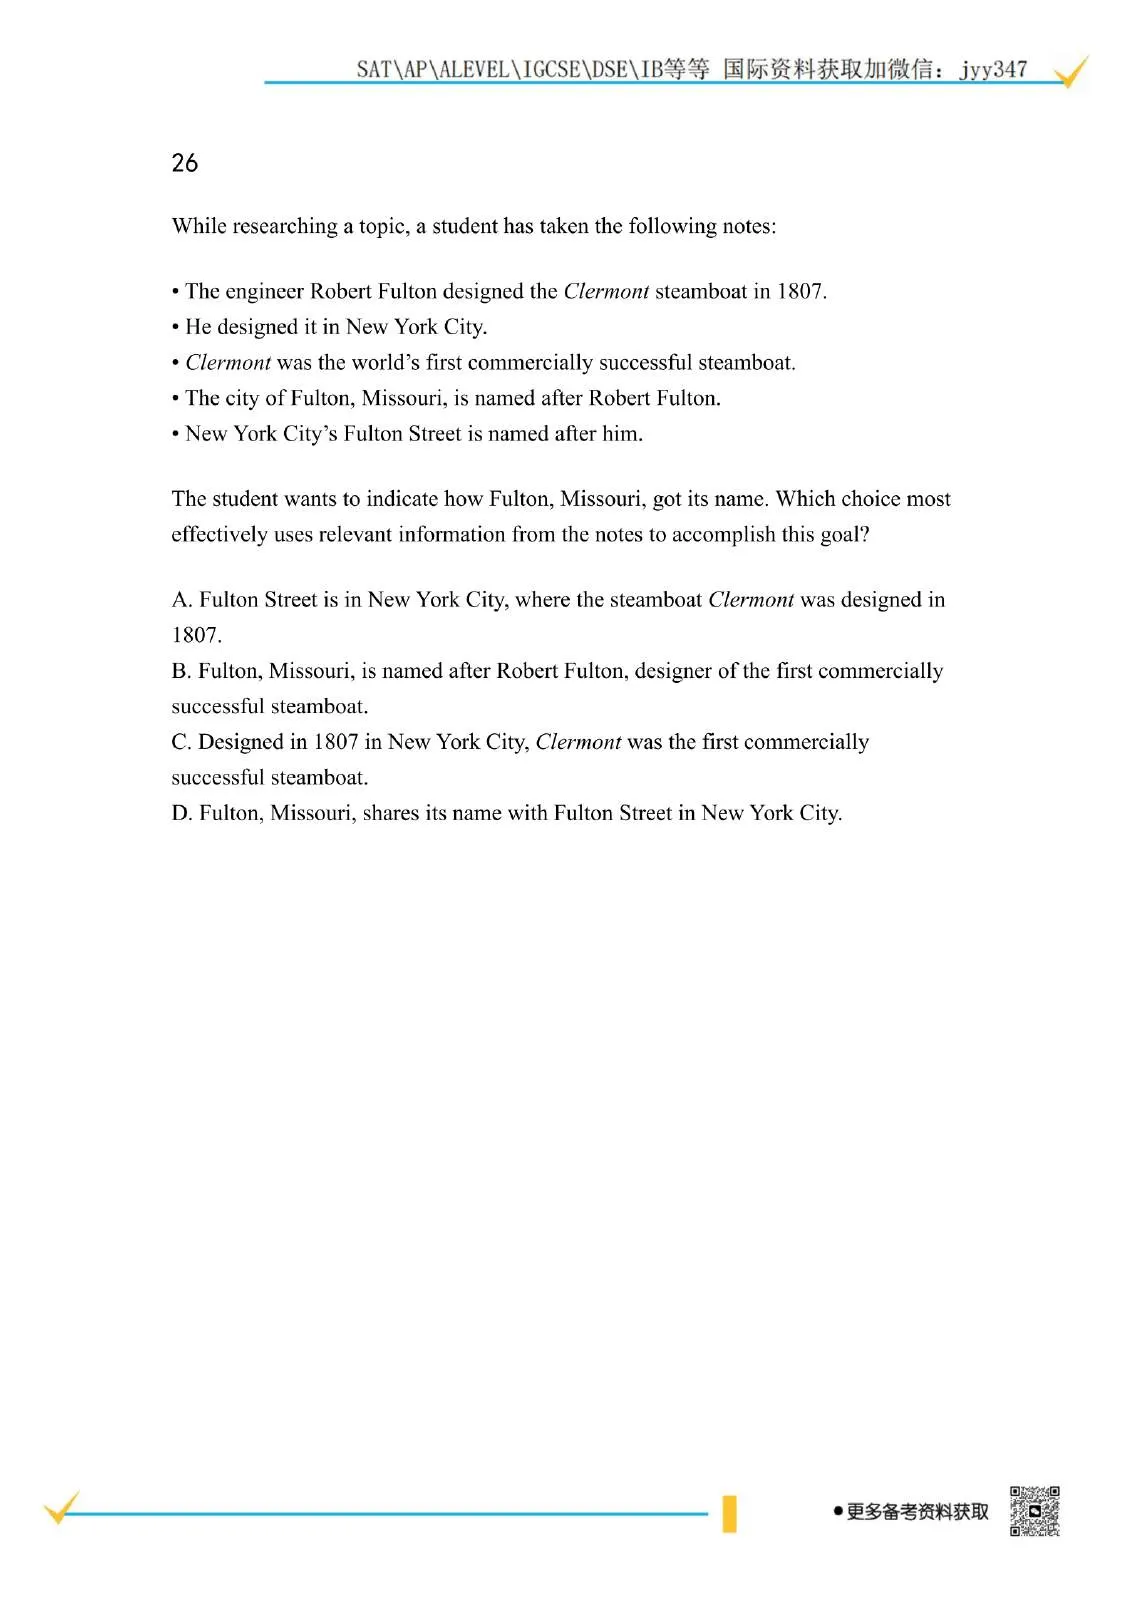 SAT\AP\ALEVEL\IGCSE\DSE\IB等等 国际资料获取加微信：jyy347
26
While researching a topic, a student has taken the following notes:
• The engineer Robert Fulton designed the Clermont steamboat in 1807.
• He designed it in New York City.
• Clermont was the world’s first commercially successful steamboat.
• The city of Fulton, Missouri, is named after Robert Fulton.
• New York City’s Fulton Street is named after him.
The student wants to indicate how Fulton, Missouri, got its name. Which choice most
effectively uses relevant information from the notes to accomplish this goal?
A. Fulton Street is in New York City, where the steamboat Clermont was designed in
1807.
B. Fulton, Missouri, is named after Robert Fulton, designer of the first commercially
successful steamboat.
C. Designed in 1807 in New York City, Clermont was the first commercially
successful steamboat.
D. Fulton, Missouri, shares its name with Fulton Street in New York City.
•更多备考资料获取